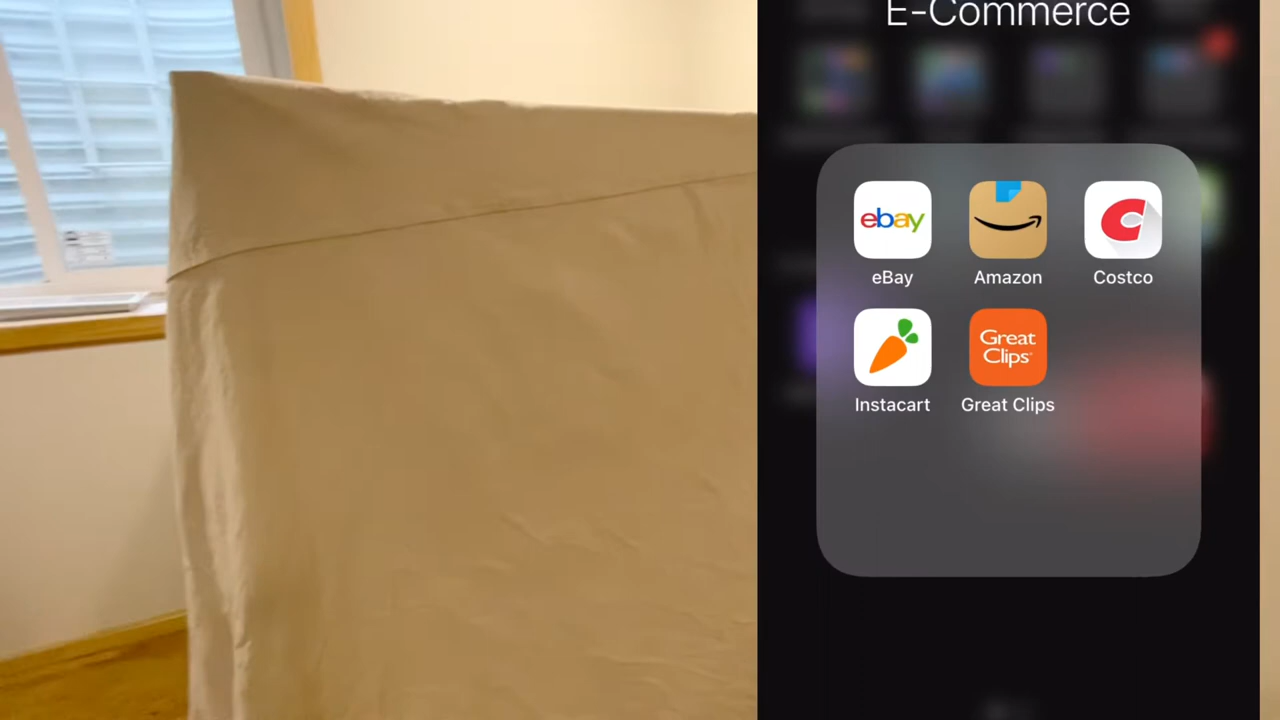 E-Commerce
ebay
eBay
Amazon
Costco
Great
Clips
Instacart
Great Clips